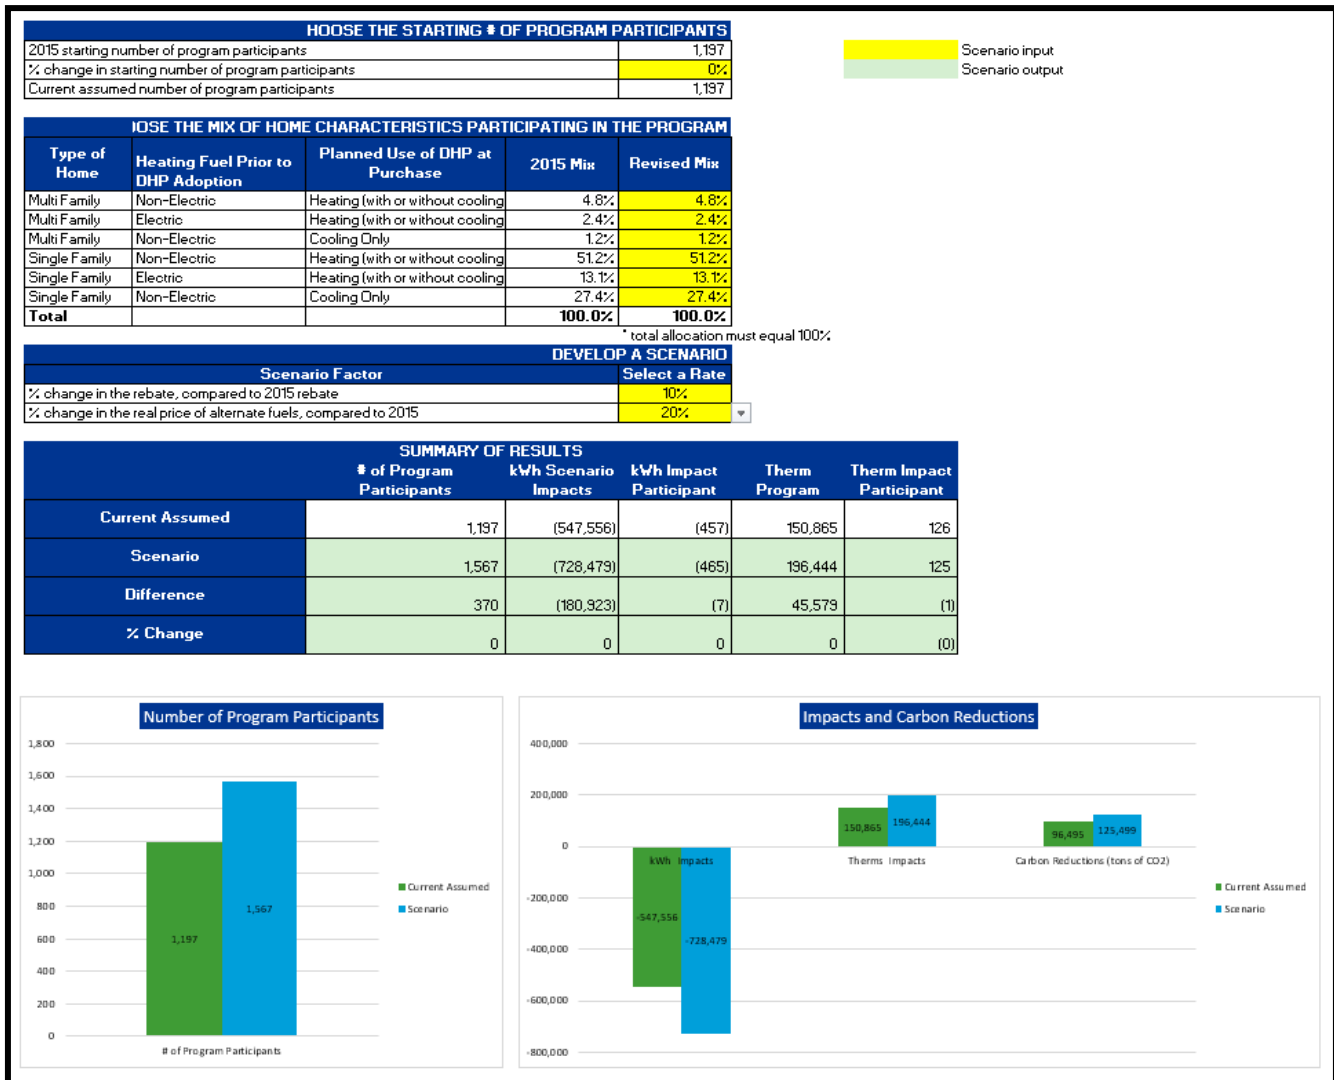 HOOSE THE STARTING # OF PROGRAM PARTICIPANTS
2015 starting number of program participants 1,197
% change in starting number of program participants 0%
Current assumed number of program participants 1,197
Scenario input
Scenario output
OOSE THE MIX OF HOME CHARACTERISTICS PARTICIPATING IN THE PROGRAM
Type of Home Heating Fuel Prior to DHP Adoption Planned Use of DHP at Purchase 2015 Mix Revised Mix
Multi Family Non-Electric Heating (with or without cooling 4.8% 4.8%
Multi Family Electric Heating (with or without cooling 2.4% 2.4%
Multi Family Non-Electric Cooling Only 1.2% 1.2%
Single Family Non-Electric Heating (with or without cooling 51.2% 51.2%
Single Family Electric Heating (with or without cooling 13.1% 13.1%
Single Family Non-Electric Cooling Only 27.4% 27.4%
Total 100.0% 100.0%
* total allocation must equal 100%
DEVELOP A SCENARIO
Scenario Factor Select a Rate
% change in the rebate, compared to 2015 rebate 10%
% change in the real price of alternate fuels, compared to 2015 20%
SUMMARY OF RESULTS
# of Program Participants kWh Scenario Impacts kWh Impact Participant Therm Program Therm Impact Participant
Current Assumed 1,197 (547,556) (457) 150,865 126
Scenario 1,567 (728,479) (465) 196,444 125
Difference 370 (180,923) (7) 45,579 (1)
% Change 0 0 0 0 (0)
Number of Program Participants
1,800
1,600
1,400
1,200
1,000
800
600
400
200
0
1,197
1,567
# of Program Participants
Current Assumed
Scenario
Impacts and Carbon Reductions
400,000
200,000
0
-200,000
-400,000
-600,000
-800,000
150,865
196,444
96,495
125,499
kWh Impacts
Therms Impacts
Carbon Reductions (tons of CO2)
-547,556
-728,479
Current Assumed
Scenario